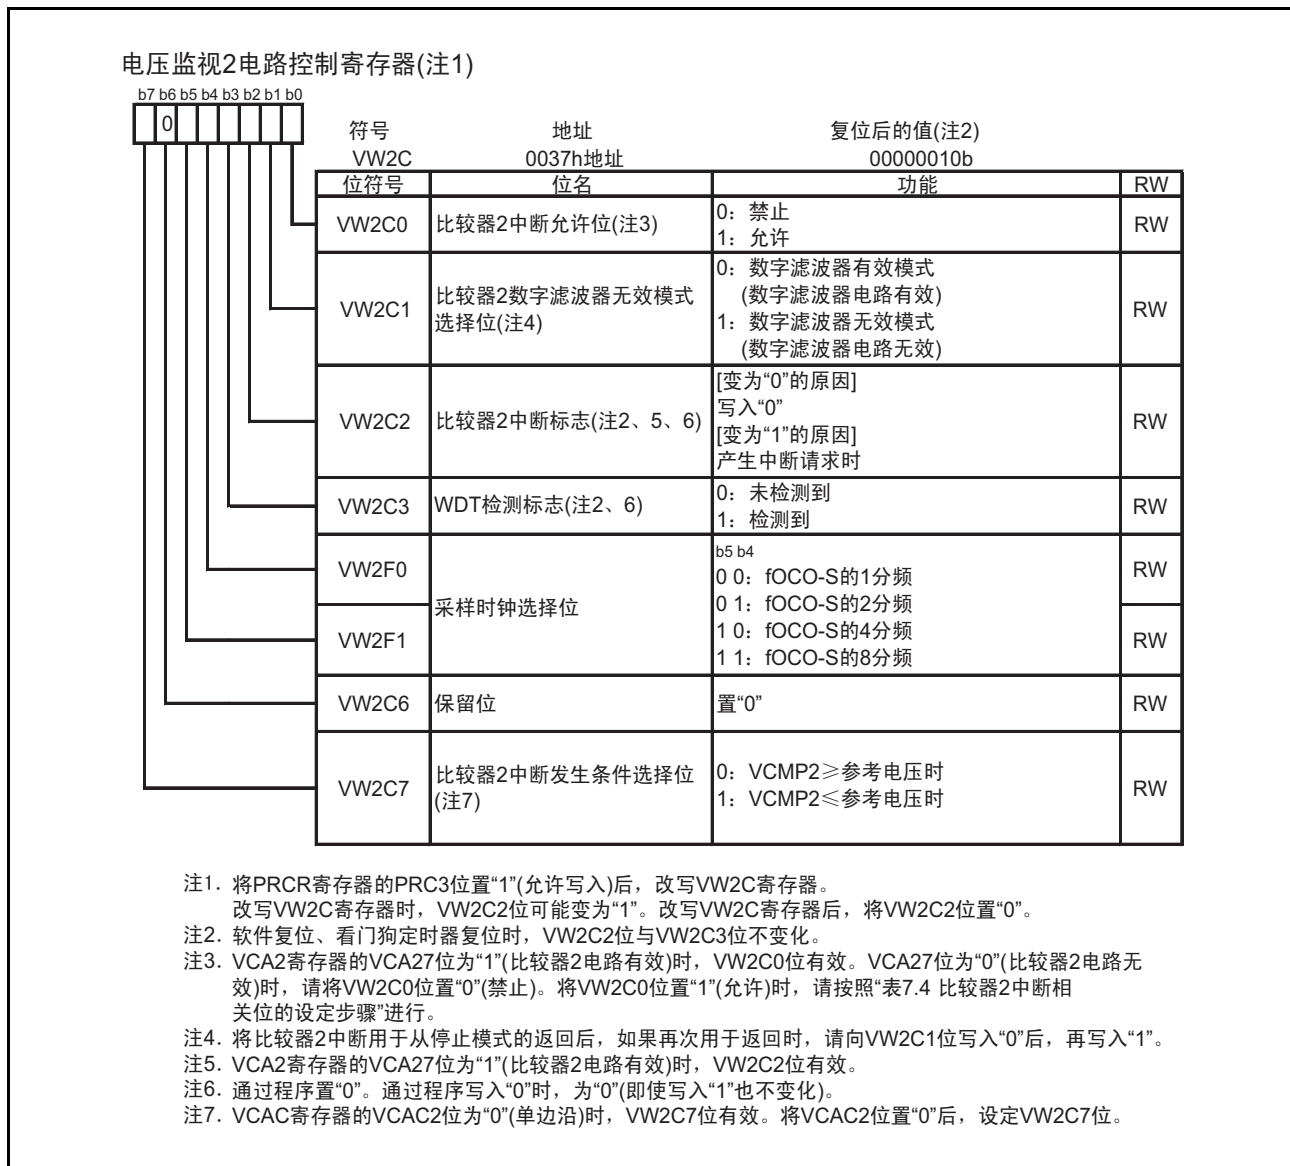 电压监视2电路控制寄存器(注1)
b7 b6 b5 b4 b3 b2 b1 b0
0
符号 地址 复位后的值(注2)
VW2C 0037h地址 00000010b
位符号 位名 功能 RW
VW2C0 比较器2中断允许位(注3) 0：禁止 RW
1：允许
VW2C1 比较器2数字滤波器无效模式 0：数字滤波器有效模式 RW
选择位(注4) (数字滤波器电路有效)
1：数字滤波器无效模式
(数字滤波器电路无效)
VW2C2 比较器2中断标志(注2、5、6) [变为“0”的原因] RW
写入“0”
[变为“1”的原因]
产生中断请求时
VW2C3 WDT检测标志(注2、6) 0：未检测到 RW
1：检测到
VW2F0 采样时钟选择位 b5 b4 RW
0 0：fOCO-S的1分频
0 1：fOCO-S的2分频
VW2F1 1 0：fOCO-S的4分频 RW
1 1：fOCO-S的8分频
VW2C6 保留位 置“0” RW
VW2C7 比较器2中断发生条件选择位 0：VCMP2≥参考电压时 RW
(注7) 1：VCMP2≤参考电压时
注1. 将PRCR寄存器的PRC3位置“1”(允许写入)后，改写VW2C寄存器。
改写VW2C寄存器时，VW2C2位可能变为“1”。改写VW2C寄存器后，将VW2C2位置“0”。
注2. 软件复位、看门狗定时器复位时，VW2C2位与VW2C3位不变化。
注3. VCA2寄存器的VCA27位为“1”(比较器2电路有效)时，VW2C0位有效。VCA27位为“0”(比较器2电路无
效)时，请将VW2C0位置“0”(禁止)。将VW2C0位置“1”(允许)时，请按照“表7.4 比较器2中断相
关位的设定步骤”进行。
注4. 将比较器2中断用于从停止模式的返回后，如果再次用于返回时，请向VW2C1位写入“0”后，再写入“1”。
注5. VCA2寄存器的VCA27位为“1”(比较器2电路有效)时，VW2C2位有效。
注6. 通过程序置“0”。通过程序写入“0”时，为“0”(即使写入“1”也不变化)。
注7. VCAC寄存器的VCAC2位为“0”(单边沿)时，VW2C7位有效。将VCAC2位置“0”后，设定VW2C7位。